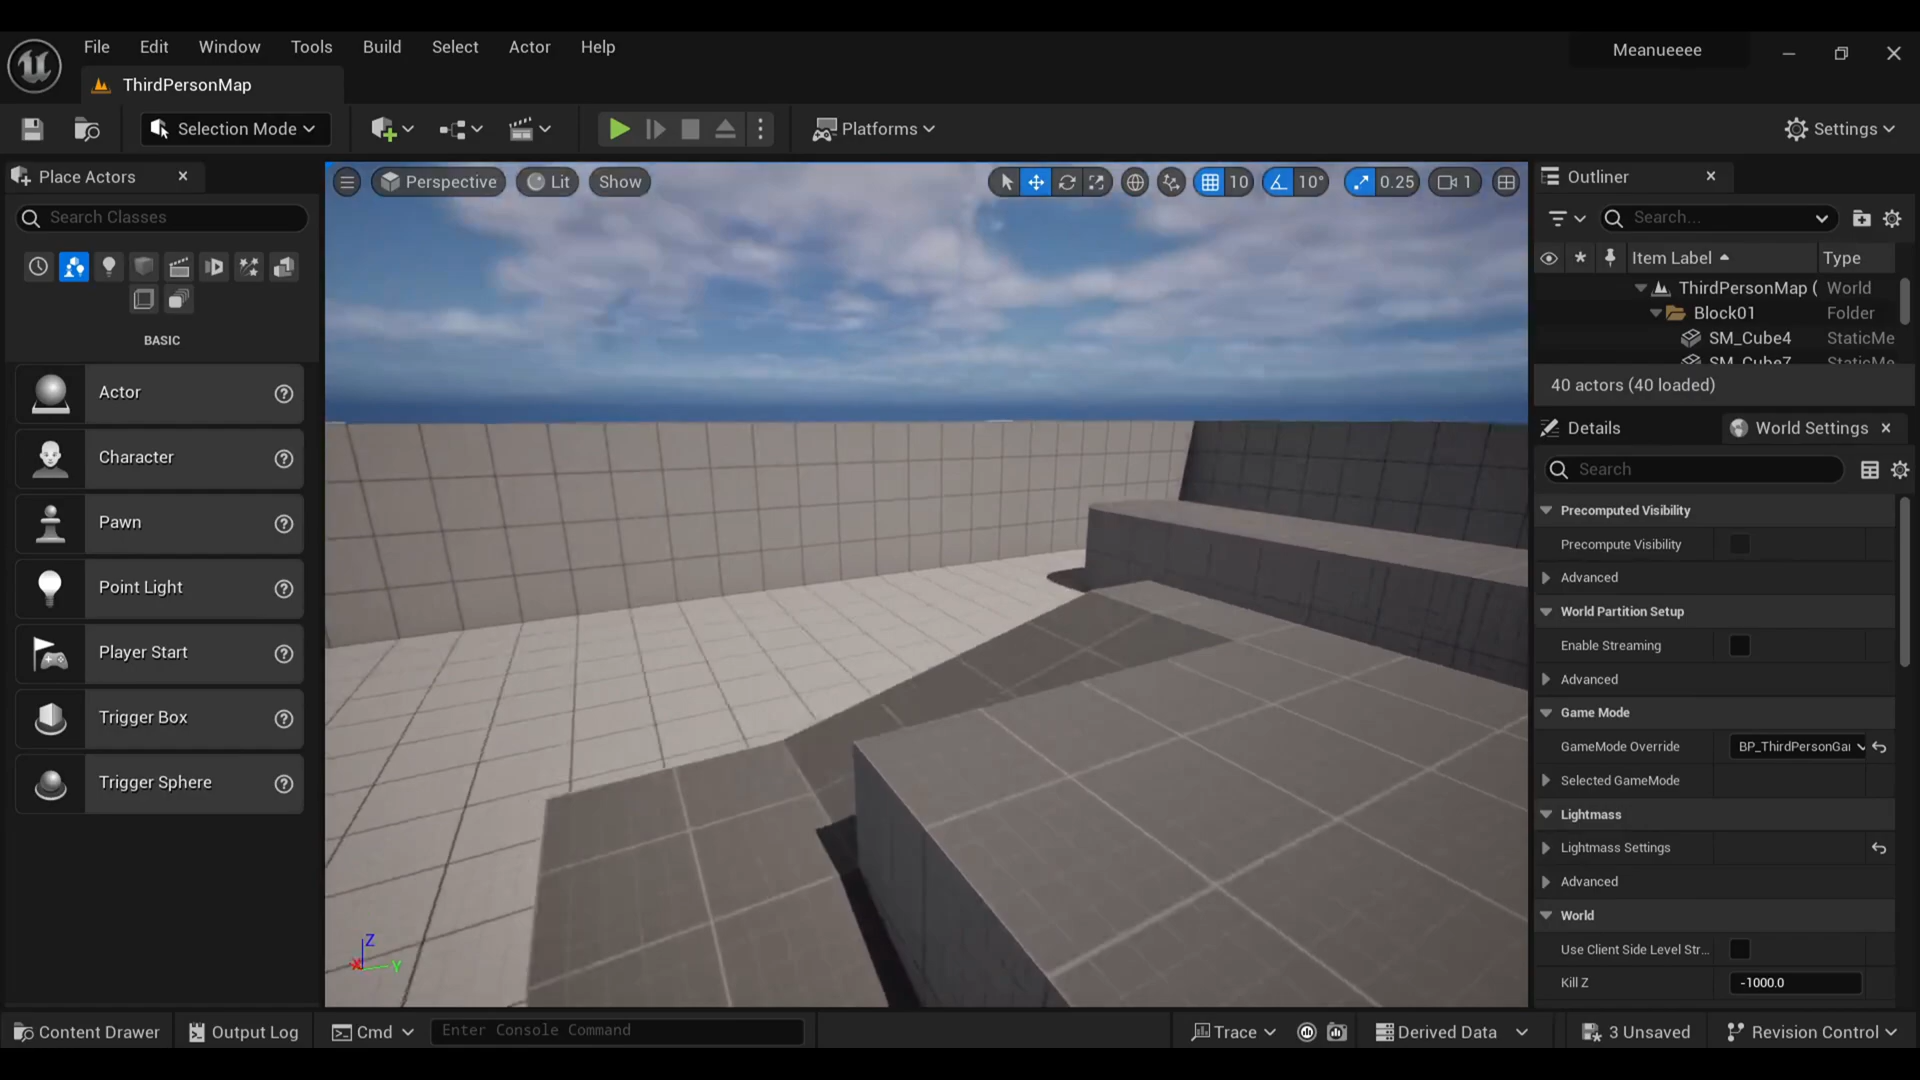 File Edit Window Tools Build Select Actor Help
Meanueeee
ThirdPersonMap
Selection Mode
Platforms
Settings
Place Actors
Search Classes
BASIC
Actor
Character
Pawn
Point Light
Player Start
Trigger Box
Trigger Sphere
Perspective
Lit
Show
10
10°
0.25
1
Z
X
Y
Outliner
Search...
Item Label
Type
ThirdPersonMap ( World
Block01 Folder
SM_Cube4 StaticMe
SM_Cube7 StaticMe
40 actors (40 loaded)
Details
World Settings
Search
Precomputed Visibility
Precompute Visibility
Advanced
World Partition Setup
Enable Streaming
Advanced
Game Mode
GameMode Override BP_ThirdPersonGa
Selected GameMode
Lightmass
Lightmass Settings
Advanced
World
Use Client Side Level Str...
Kill Z -1000.0
Content Drawer
Output Log
Cmd
Enter Console Command
Trace
Derived Data
3 Unsaved
Revision Control